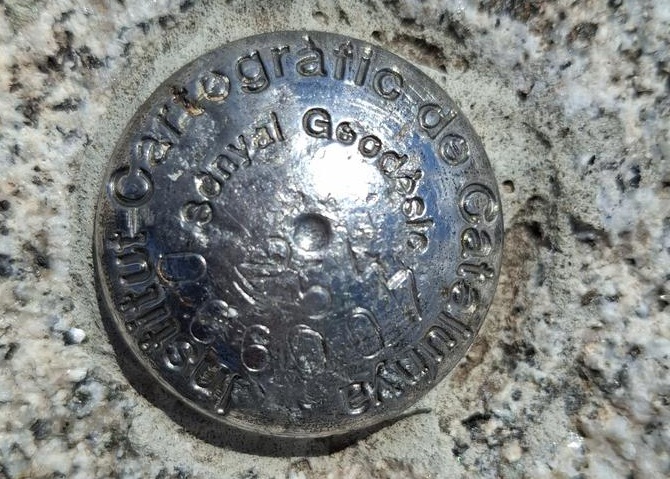 Institut Cartogràfic de Catalunya
Senyal Geodèsic